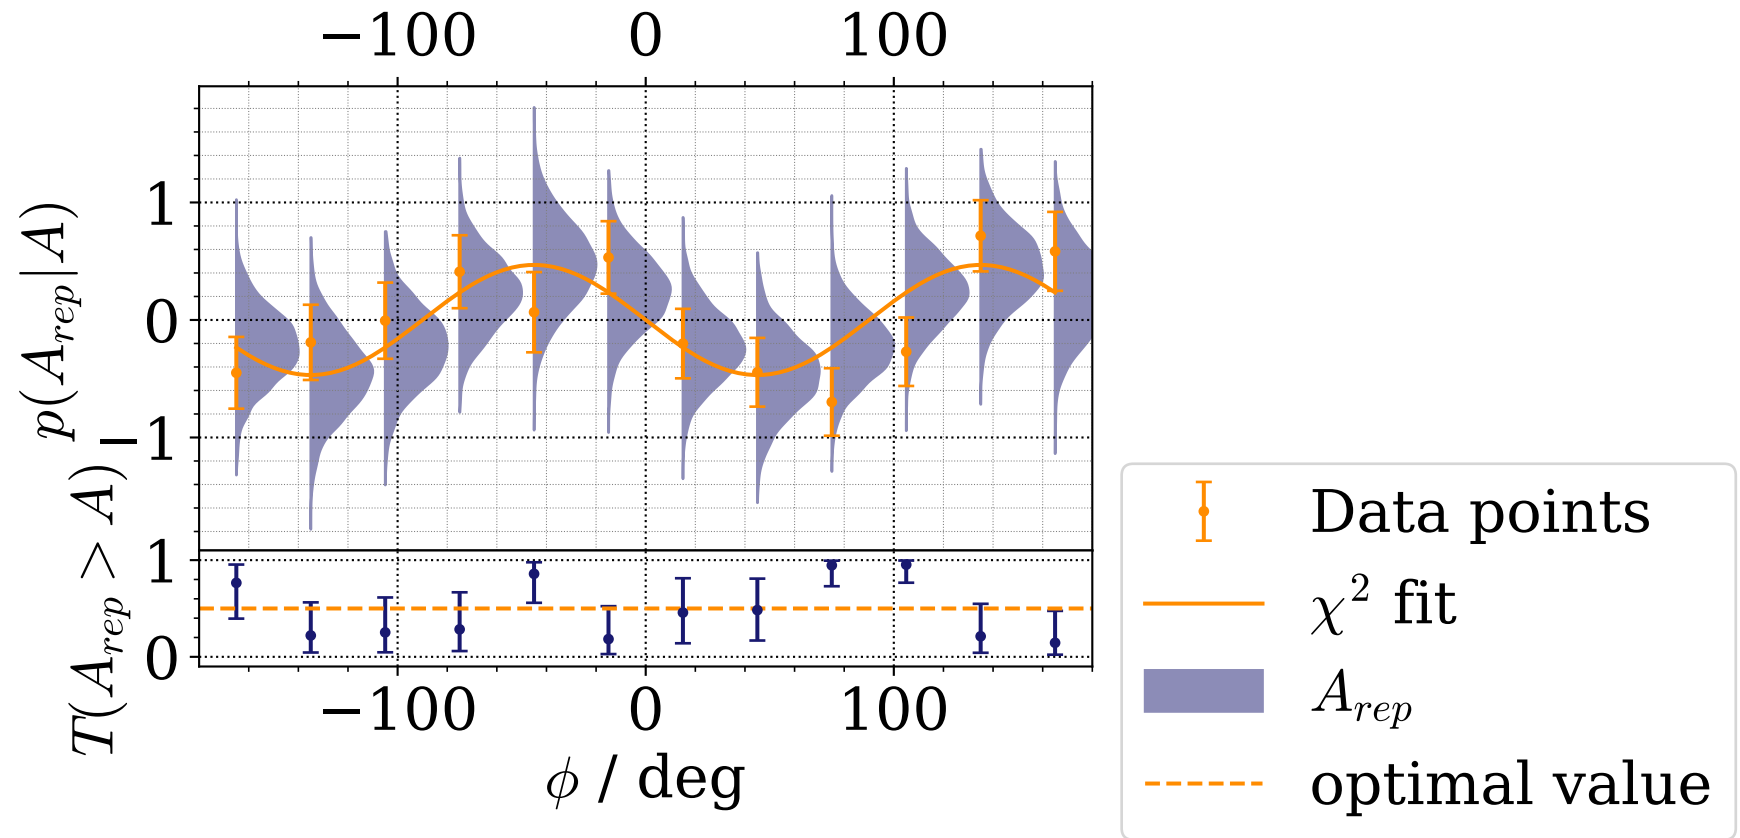 −100 0 100
p(A_rep|A)
1
0
−1
T(A_rep > A)
1
0
−100 0 100
ϕ / deg
Data points
χ² fit
A_rep
optimal value